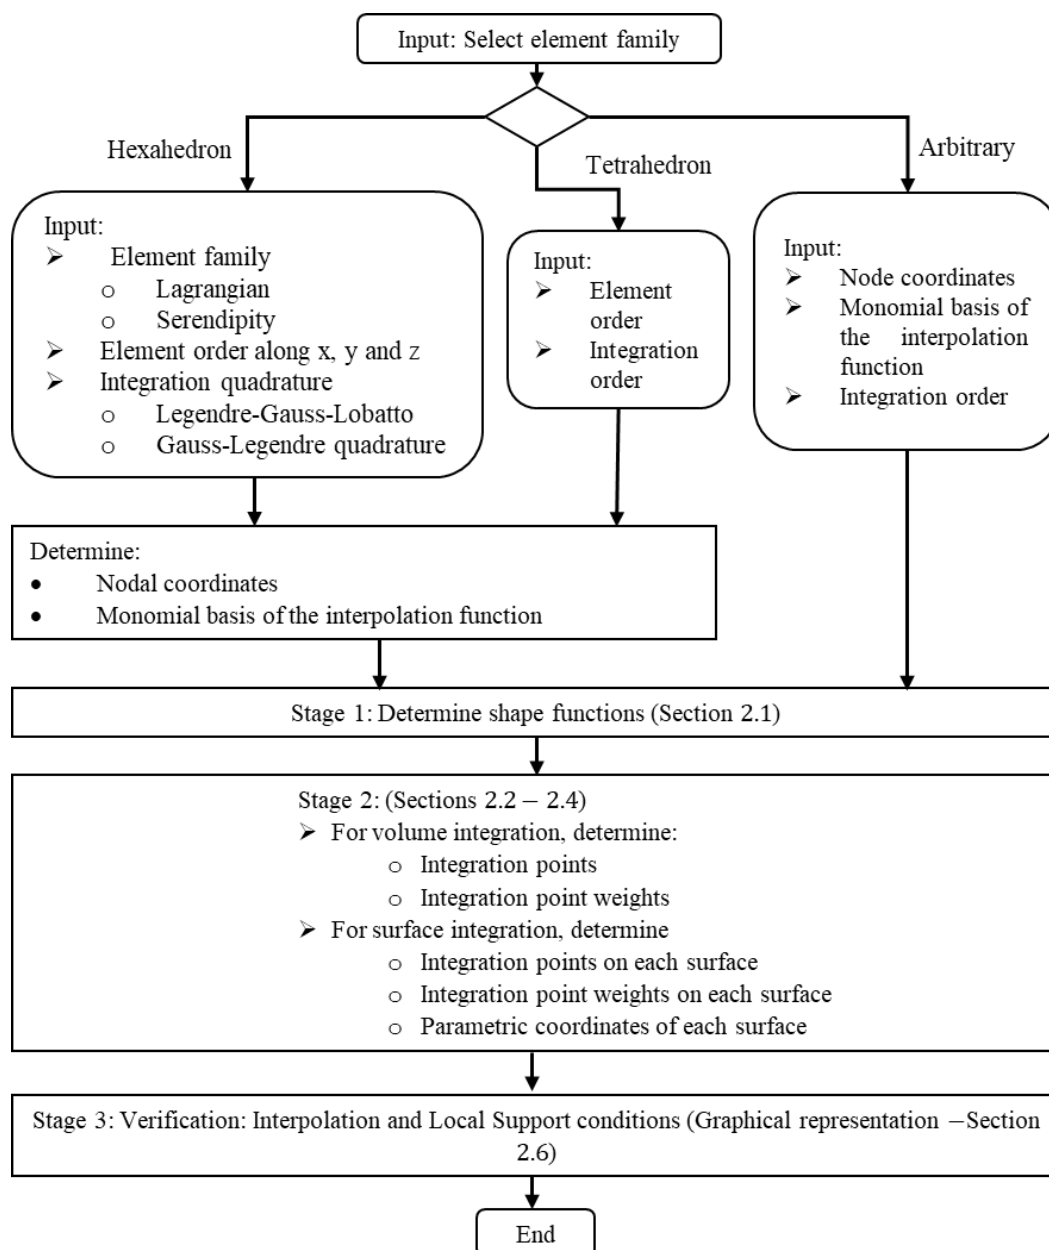 Input: Select element family
Hexahedron
Tetrahedron
Arbitrary
Input:
➢ Element family
o Lagrangian
o Serendipity
➢ Element order along x, y and z
➢ Integration quadrature
o Legendre-Gauss-Lobatto
o Gauss-Legendre quadrature
Input:
➢ Element
order
➢ Integration
order
Input:
➢ Node coordinates
➢ Monomial basis of
the interpolation
function
➢ Integration order
Determine:
• Nodal coordinates
• Monomial basis of the interpolation function
Stage 1: Determine shape functions (Section 2.1)
Stage 2: (Sections 2.2 – 2.4)
➢ For volume integration, determine:
o Integration points
o Integration point weights
➢ For surface integration, determine
o Integration points on each surface
o Integration point weights on each surface
o Parametric coordinates of each surface
Stage 3: Verification: Interpolation and Local Support conditions (Graphical representation –Section
2.6)
End